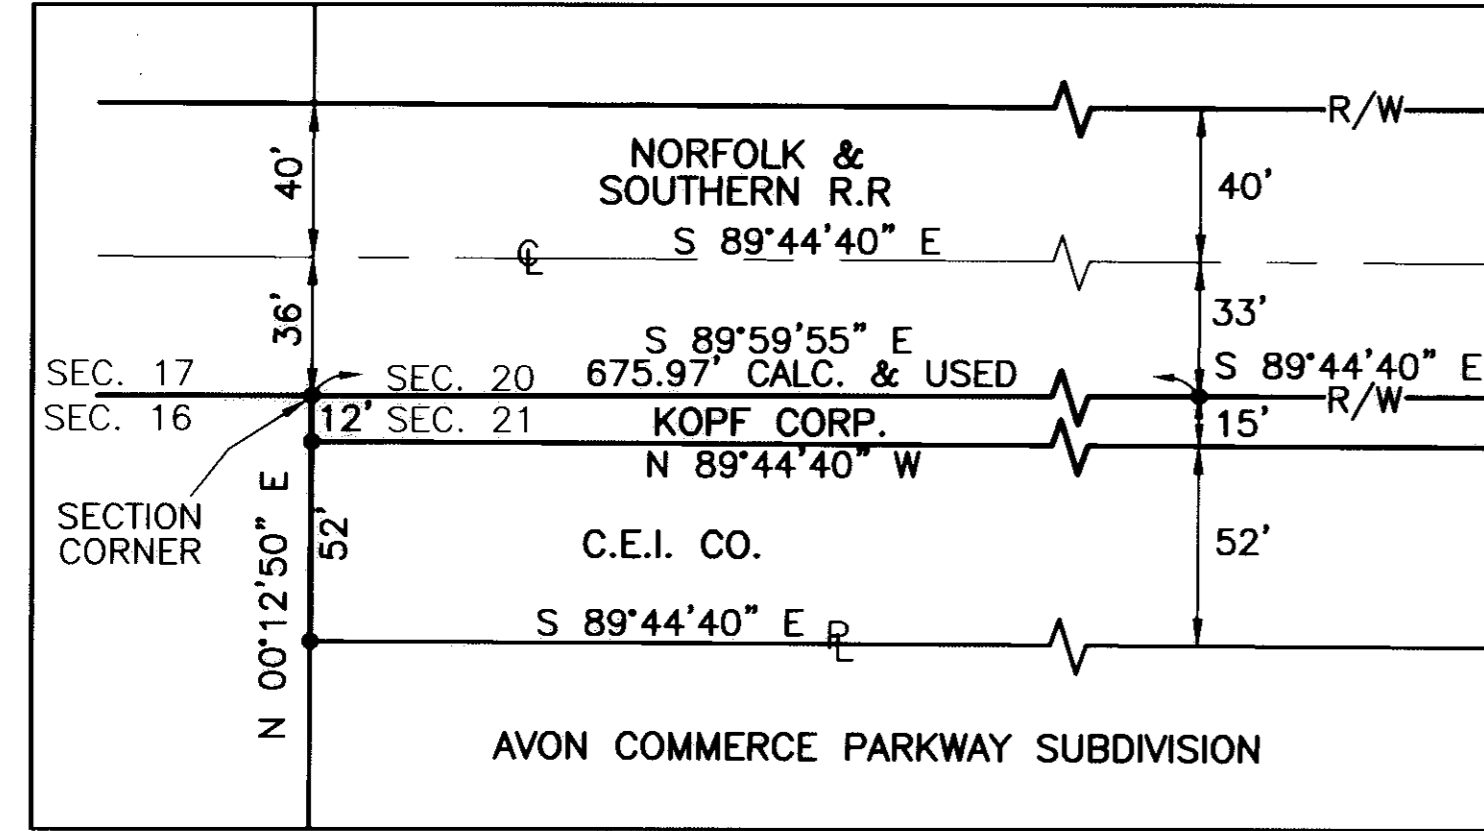 R/W
NORFOLK &
SOUTHERN R.R
40'
40'
S 89°44'40" E
℄
36'
33'
S 89°59'55" E
675.97' CALC. & USED
S 89°44'40" E
R/W
SEC. 17
SEC. 20
SEC. 16
12'
SEC. 21
KOPF CORP.
15'
N 89°44'40" W
SECTION
CORNER
N 00°12'50" E
52'
C.E.I. CO.
52'
S 89°44'40" E
PL
AVON COMMERCE PARKWAY SUBDIVISION